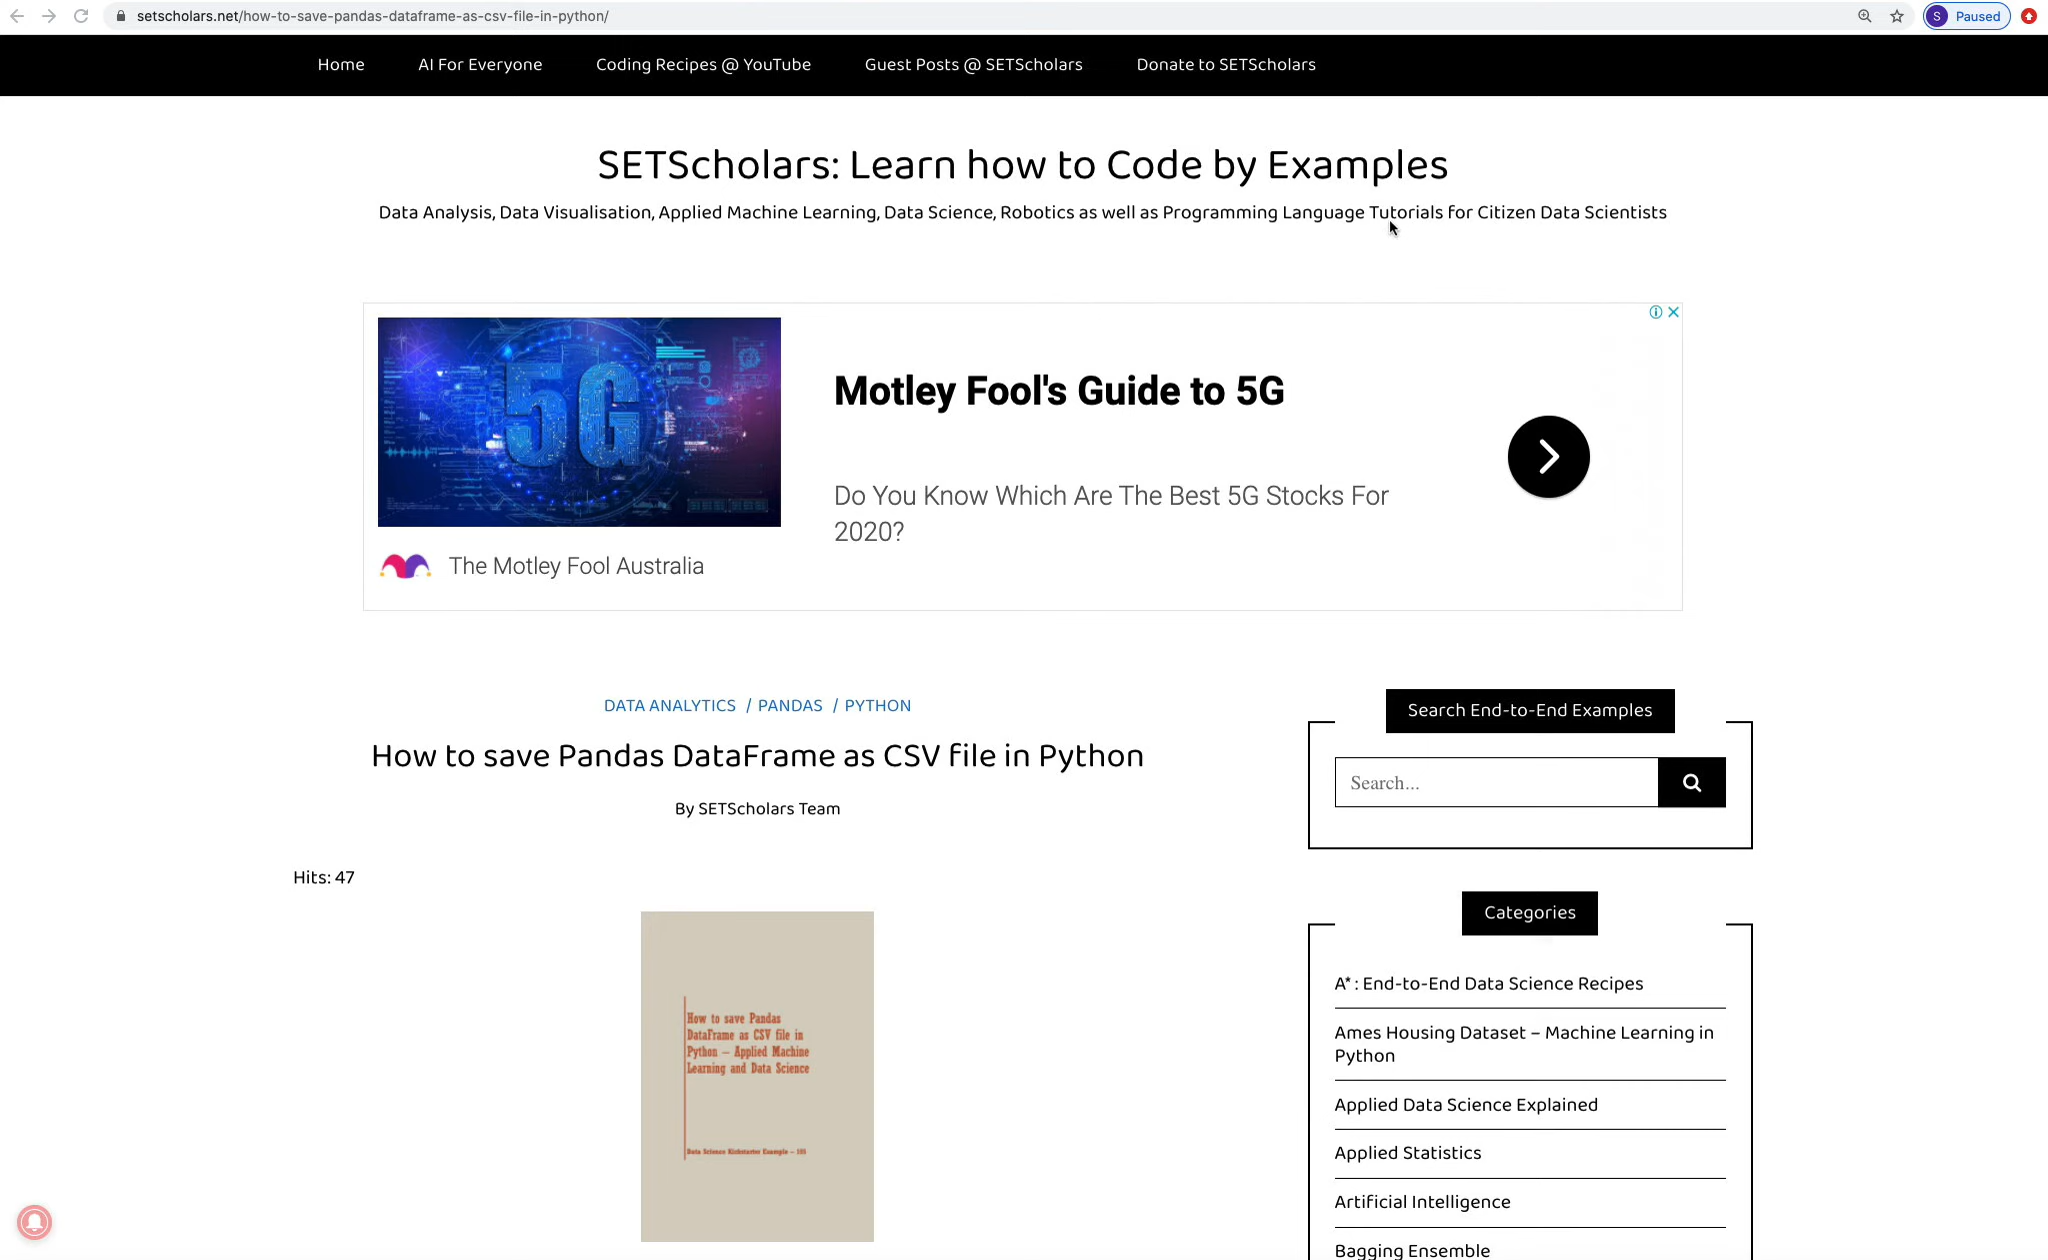 setscholars.net/how-to-save-pandas-dataframe-as-csv-file-in-python/
S Paused
Home AI For Everyone Coding Recipes @ YouTube Guest Posts @ SETScholars Donate to SETScholars
SETScholars: Learn how to Code by Examples
Data Analysis, Data Visualisation, Applied Machine Learning, Data Science, Robotics as well as Programming Language Tutorials for Citizen Data Scientists
5G
Motley Fool's Guide to 5G
Do You Know Which Are The Best 5G Stocks For
2020?
The Motley Fool Australia
DATA ANALYTICS / PANDAS / PYTHON
How to save Pandas DataFrame as CSV file in Python
By SETScholars Team
Hits: 47
How to save Pandas
DataFrame as CSV file in
Python – Applied Machine
Learning and Data Science
Data Science Kickstarter Example – 105
Search End-to-End Examples
Search...
Categories
A* : End-to-End Data Science Recipes
Ames Housing Dataset – Machine Learning in
Python
Applied Data Science Explained
Applied Statistics
Artificial Intelligence
Bagging Ensemble